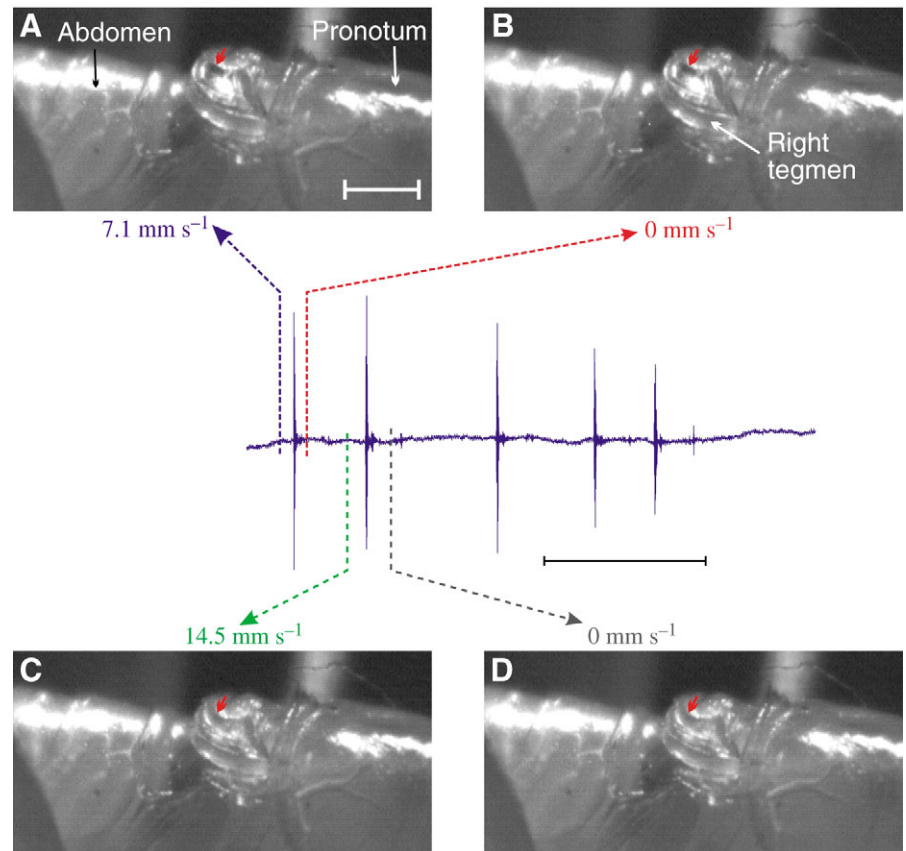 A
Abdomen
Pronotum
B
Right
tegmen
7.1 mm s⁻¹
0 mm s⁻¹
14.5 mm s⁻¹
0 mm s⁻¹
C
D